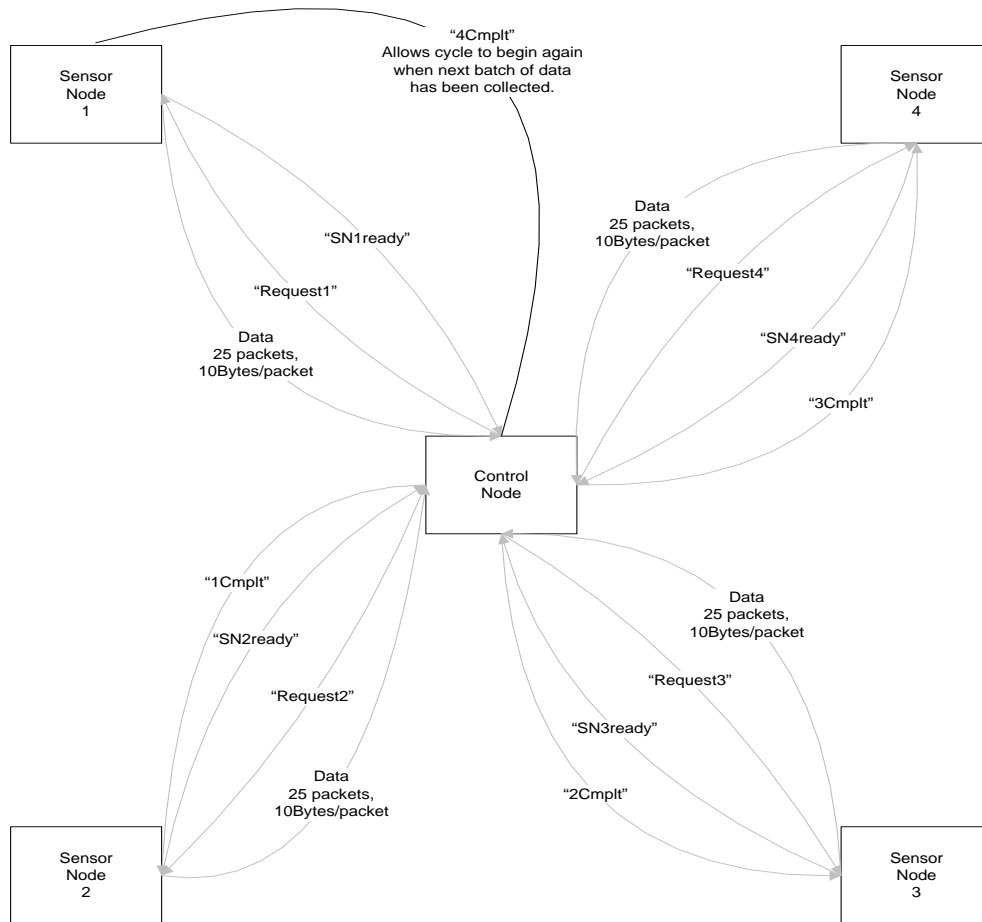 “4Cmplt”
Allows cycle to begin again
when next batch of data
has been collected.
Sensor
Node
1
Sensor
Node
4
“SN1ready”
“Request1”
Data
25 packets,
10Bytes/packet
Data
25 packets,
10Bytes/packet
“Request4”
“SN4ready”
“3Cmplt”
Control
Node
“1Cmplt”
“SN2ready”
“Request2”
Data
25 packets,
10Bytes/packet
Data
25 packets,
10Bytes/packet
“Request3”
“SN3ready”
“2Cmplt”
Sensor
Node
2
Sensor
Node
3